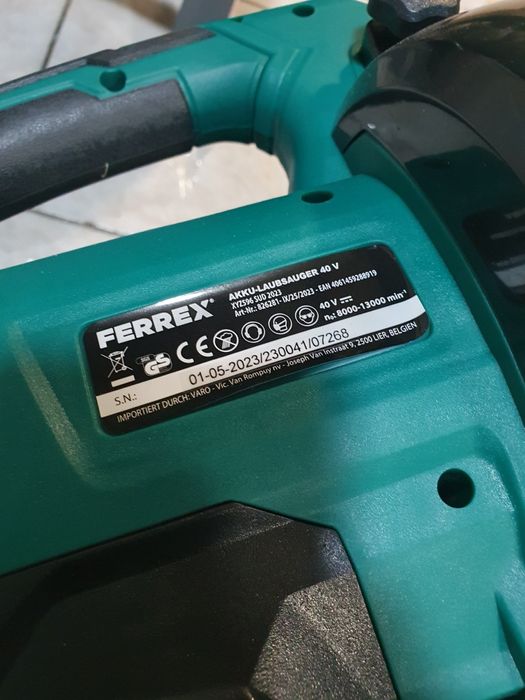 FERREX®
AKKU-LAUBSAUGER 40 V
XYZ596 SUD 2023
Art-Nr.: 826281 - IX/25/2023 - EAN 4061459288919
40 V
n₀: 8000-13000 min⁻¹
GS
CE
S.N.: 01-05-2023/230041/07268
IMPORTIERT DURCH: VARO - Vic. Van Rompuy nv - Joseph Van Instraat 9, 2500 LIER, BELGIEN